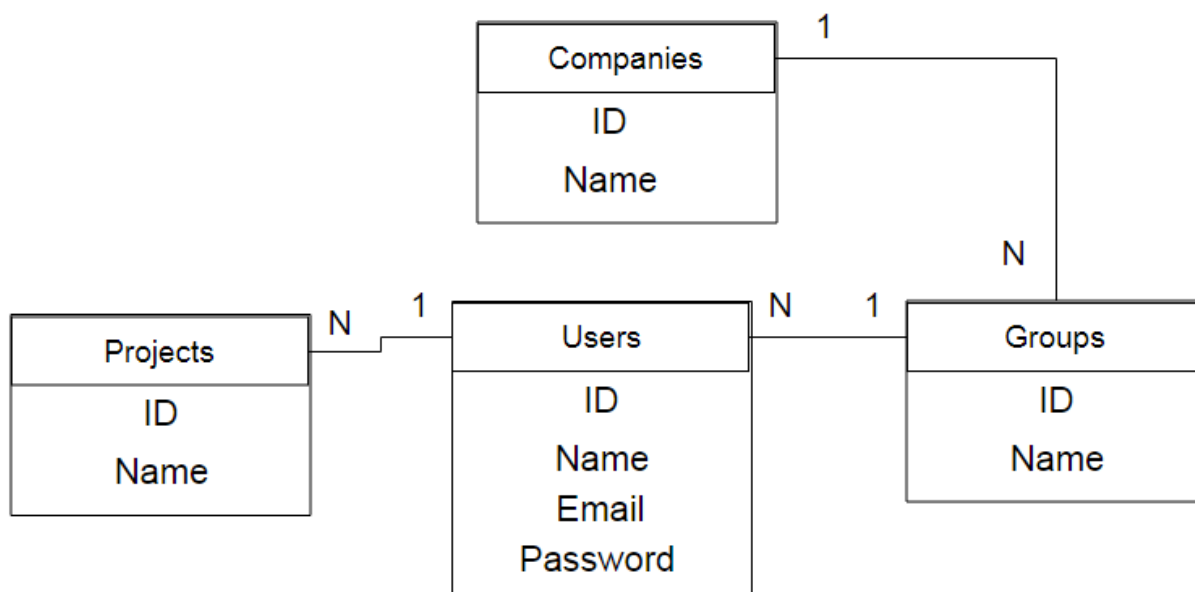 1
Companies
ID
Name
N
N
1
N
1
Projects
Users
Groups
ID
Name
ID
Name
Email
Password
ID
Name